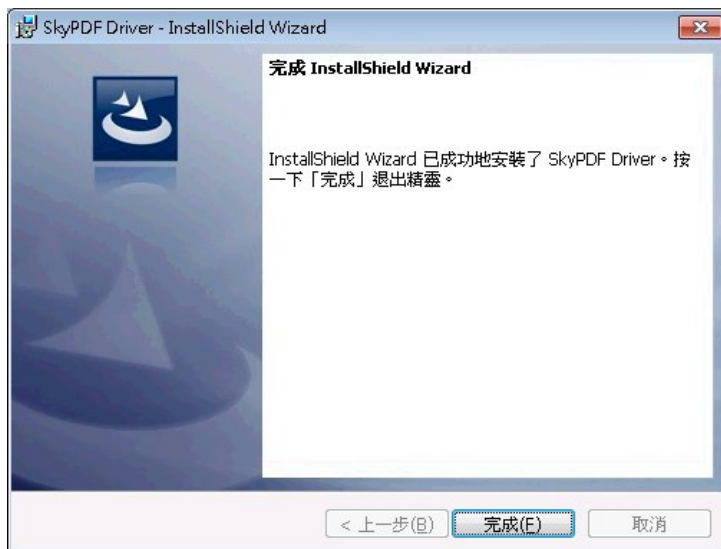 SkyPDF Driver - InstallShield Wizard
完成 InstallShield Wizard
InstallShield Wizard 已成功地安裝了 SkyPDF Driver。按
一下「完成」退出精靈。
< 上一步(B) 完成(F) 取消